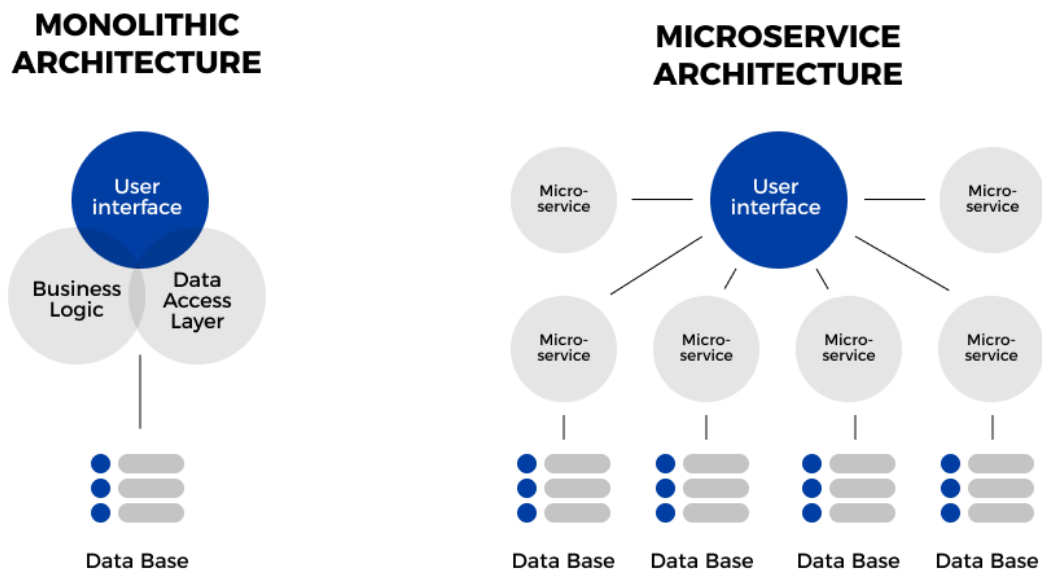 MONOLITHIC
ARCHITECTURE
User
interface
Business
Logic
Data
Access
Layer
Data Base
MICROSERVICE
ARCHITECTURE
Micro-
service
User
interface
Micro-
service
Micro-
service
Micro-
service
Micro-
service
Micro-
service
Data Base
Data Base
Data Base
Data Base